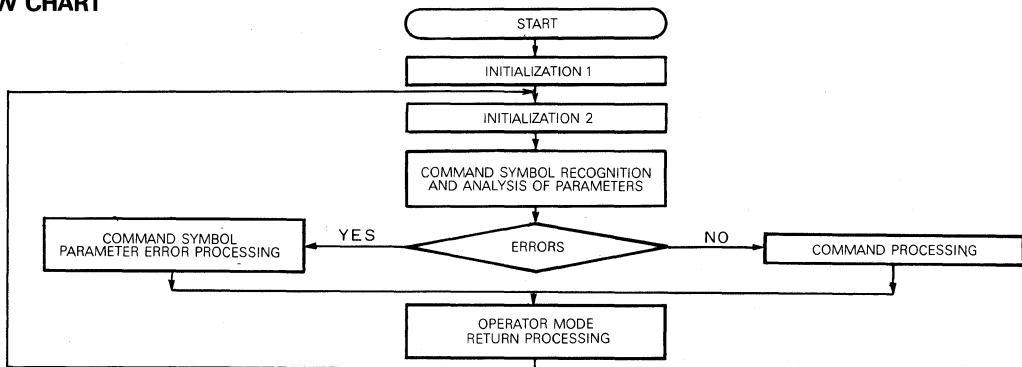 W CHART
START
INITIALIZATION 1
INITIALIZATION 2
COMMAND SYMBOL RECOGNITION
AND ANALYSIS OF PARAMETERS
COMMAND SYMBOL
PARAMETER ERROR PROCESSING
YES
ERRORS
NO
COMMAND PROCESSING
OPERATOR MODE
RETURN PROCESSING